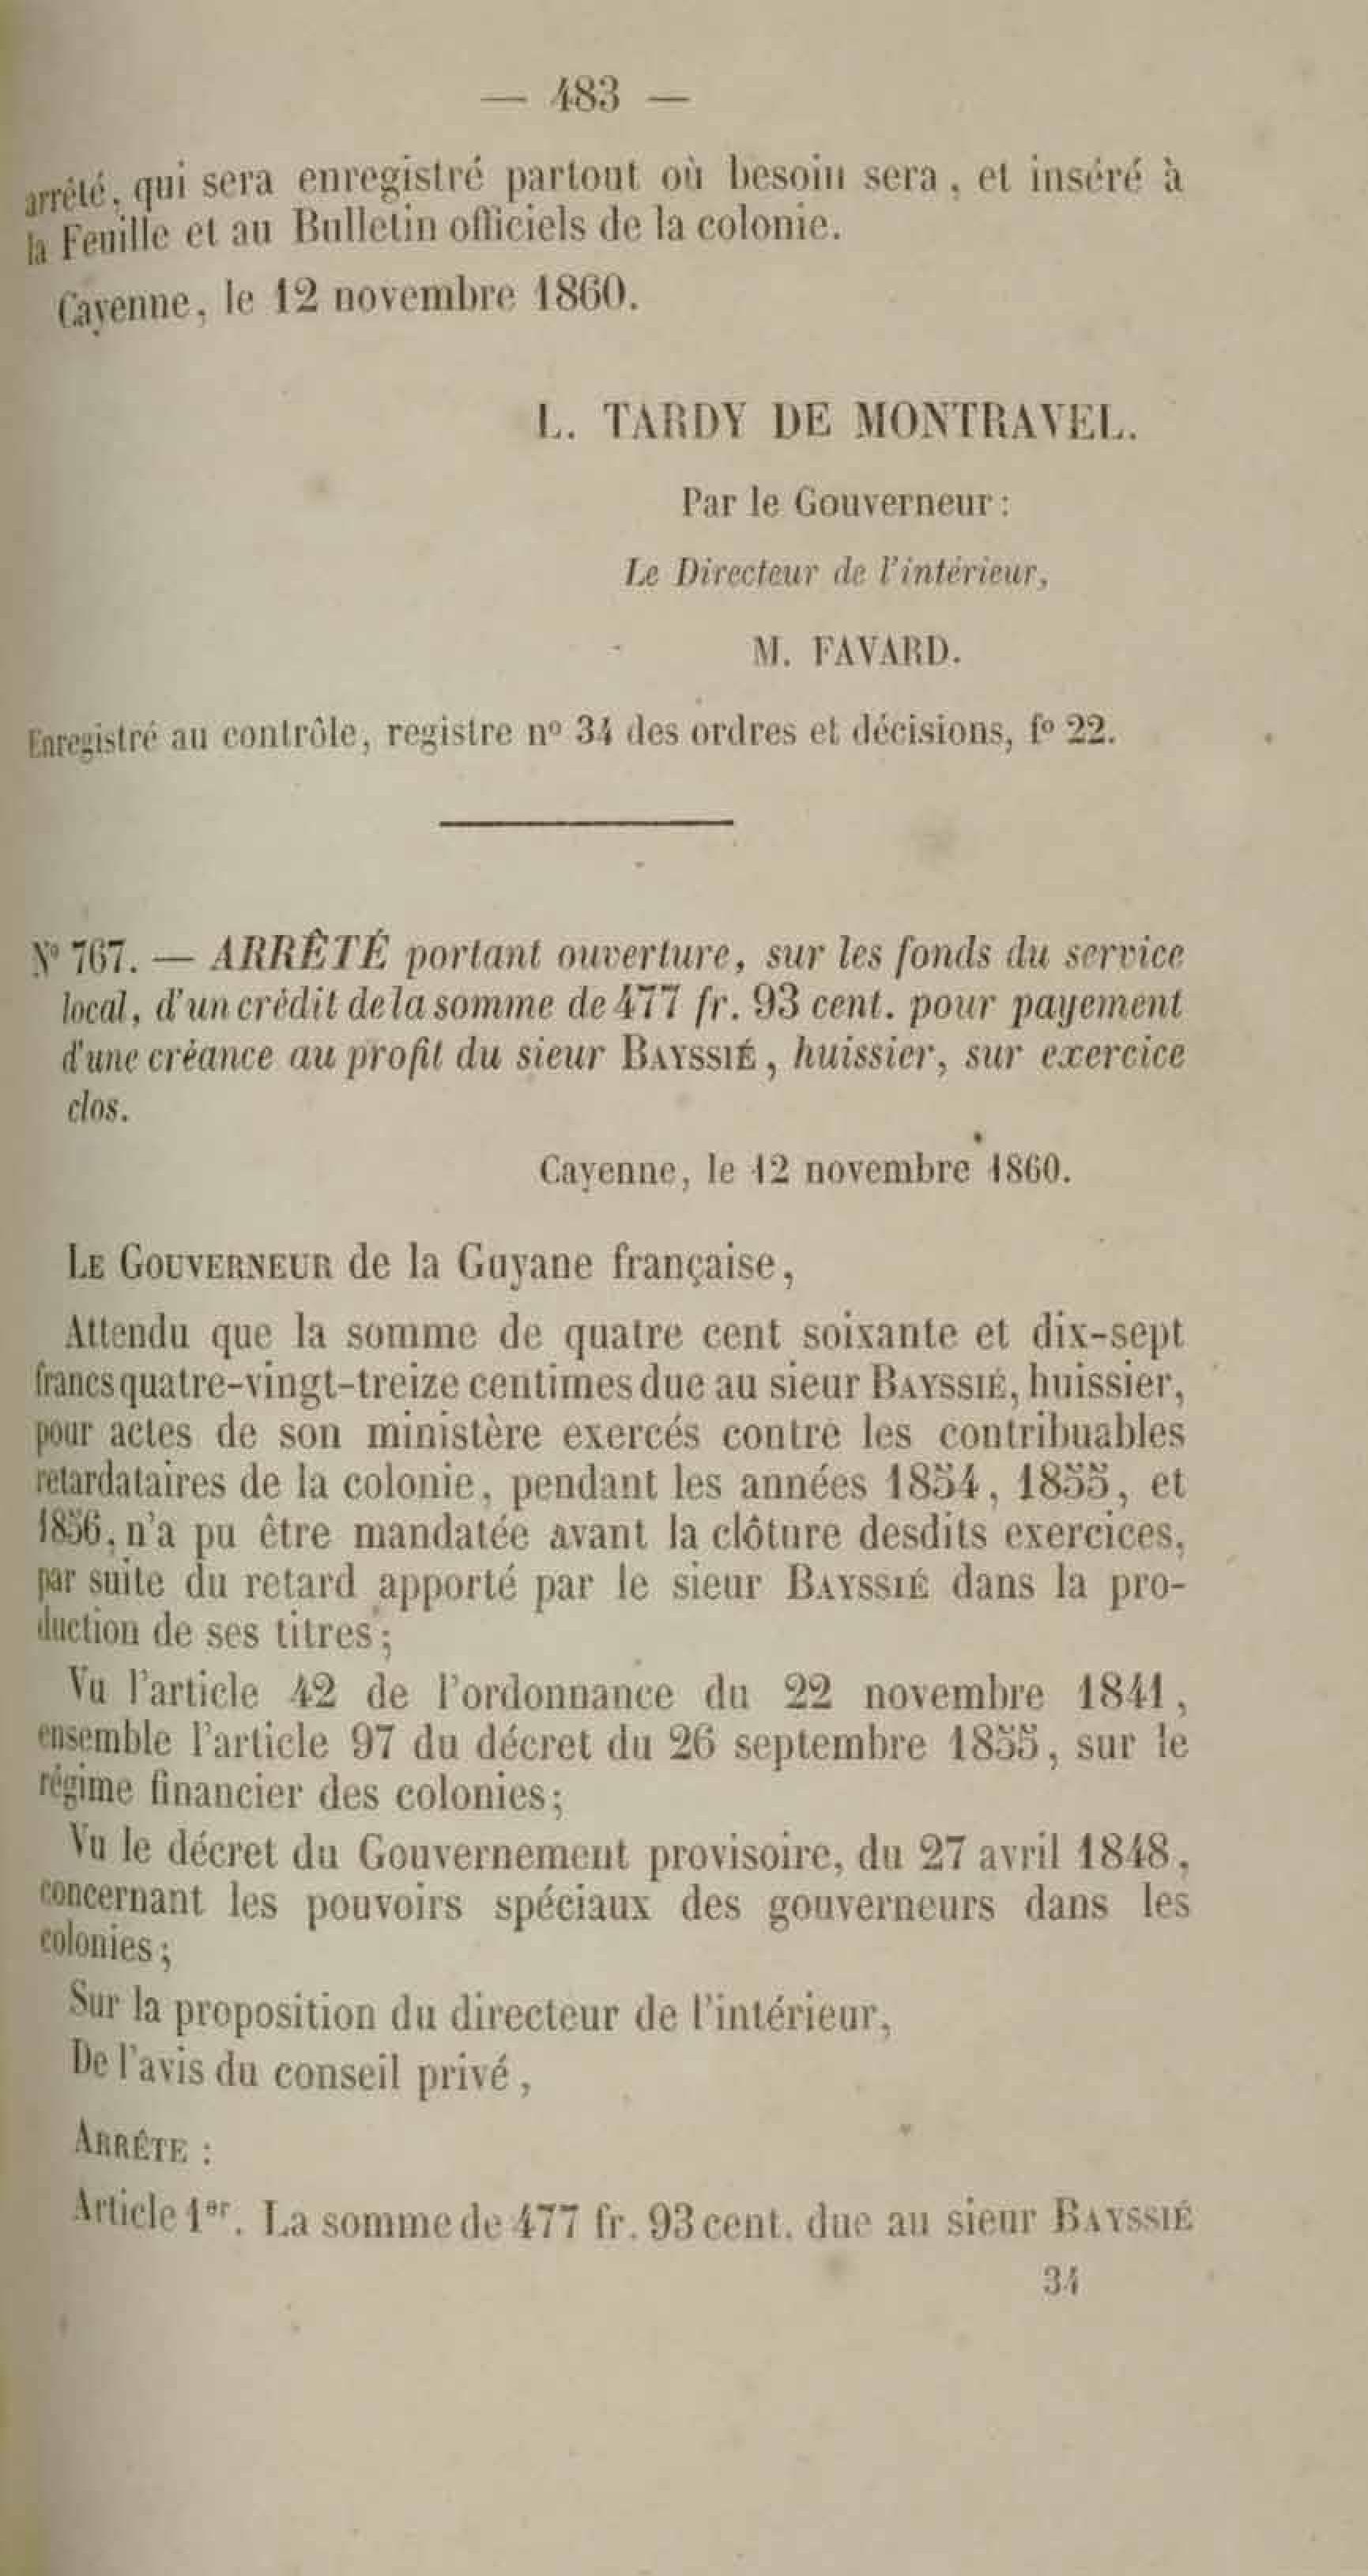 — 483 —
arrêté, qui sera enregistré partout où besoin sera, et inséré à
la Feuille et au Bulletin officiels de la colonie.
Cayenne, le 12 novembre 1860.
L. TARDY DE MONTRAVEL.
Par le Gouverneur:
Le Directeur de l'intérieur,
M. FAVARD.
Enregistré au contrôle, registre nº 34 des ordres et décisions, fº 22.
Nº 767. — ARRÊTÉ portant ouverture, sur les fonds du service
local, d'un crédit de la somme de 477 fr. 93 cent. pour payement
d'une créance au profit du sieur BAYSSIÉ, huissier, sur exercice
clos.
Cayenne, le 12 novembre 1860.
LE GOUVERNEUR de la Guyane française,
Attendu que la somme de quatre cent soixante et dix-sept
francs quatre-vingt-treize centimes due au sieur BAYSSIÉ, huissier,
pour actes de son ministère exercés contre les contribuables
retardataires de la colonie, pendant les années 1854, 1855, et
1856, n'a pu être mandatée avant la clôture desdits exercices,
par suite du retard apporté par le sieur BAYSSIÉ dans la pro-
duction de ses titres;
Vu l'article 42 de l'ordonnance du 22 novembre 1841,
ensemble l'article 97 du décret du 26 septembre 1855, sur le
régime financier des colonies;
Vu le décret du Gouvernement provisoire, du 27 avril 1848,
concernant les pouvoirs spéciaux des gouverneurs dans les
colonies;
Sur la proposition du directeur de l'intérieur,
De l'avis du conseil privé,
ARRÊTE :
Article 1er. La somme de 477 fr. 93 cent. due au sieur BAYSSIÉ
34